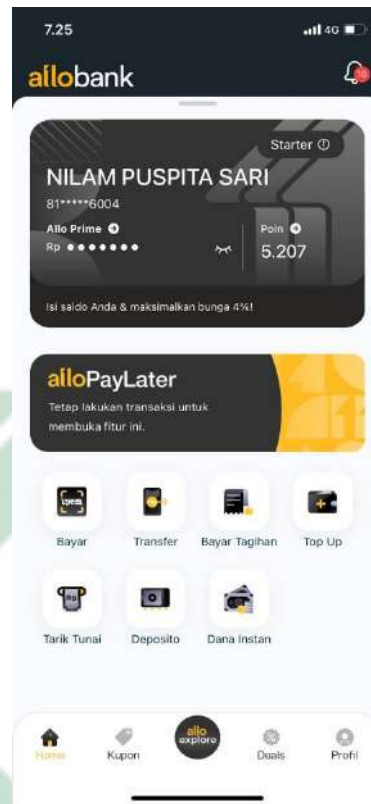 7.25
4G
allobank
10
Starter
NILAM PUSPITA SARI
81*****6004
Allo Prime
Poin
Rp
5.207
Isi saldo Anda & maksimalkan bunga 4%!
alloPayLater
Tetap lakukan transaksi untuk
membuka fitur ini.
QRIS
Bayar
Transfer
Bayar Tagihan
Top Up
Rp
Tarik Tunai
Deposito
Dana Instan
allo
explore
Home
Kupon
Deals
Profil